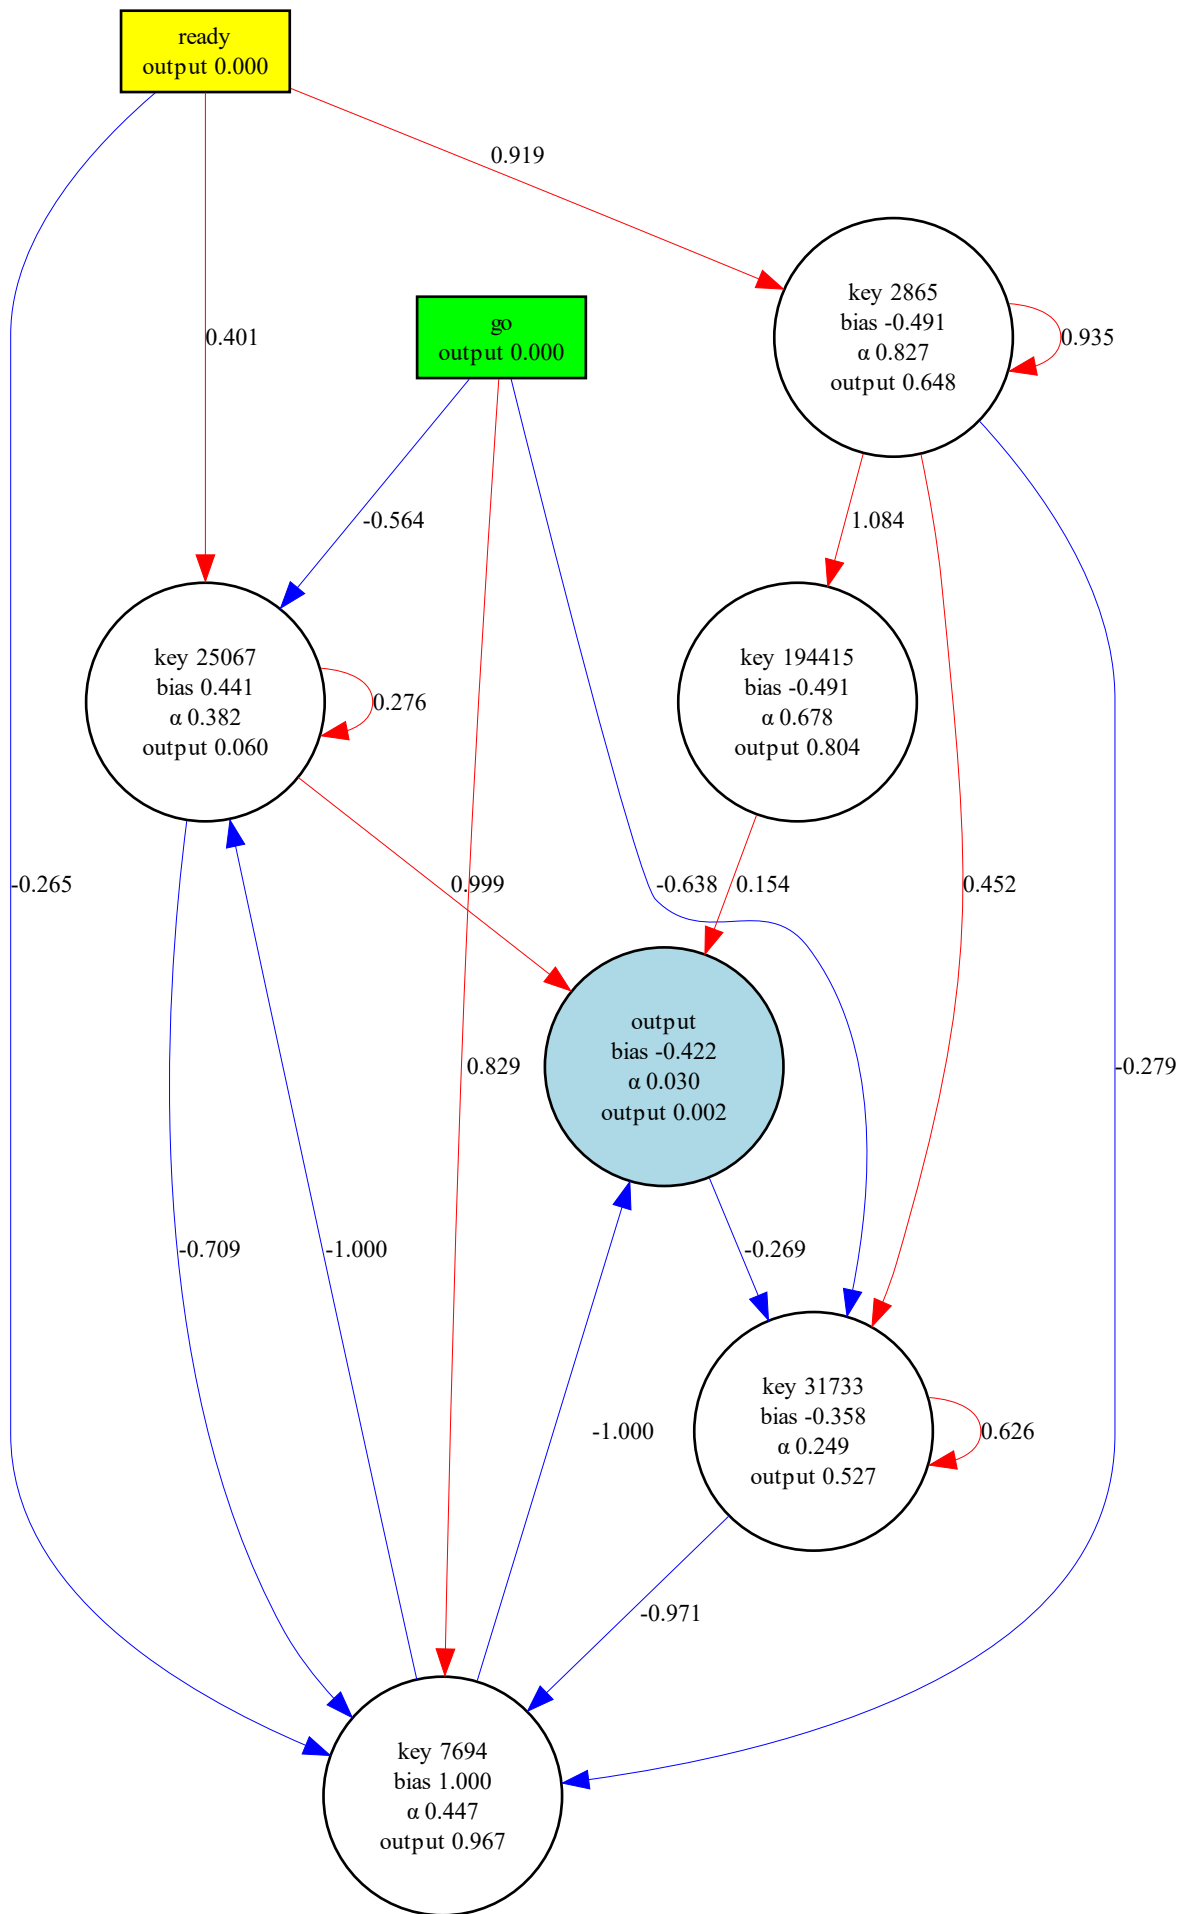 ready
output 0.000
0.919
key 2865
bias -0.491
α 0.827
output 0.648
0.935
go
output 0.000
0.401
-0.564
1.084
key 25067
bias 0.441
α 0.382
output 0.060
0.276
key 194415
bias -0.491
α 0.678
output 0.804
-0.265
0.999
-0.638
0.154
0.452
output
bias -0.422
α 0.030
output 0.002
0.829
-0.279
-0.709
-1.000
-0.269
key 31733
bias -0.358
α 0.249
output 0.527
0.626
-1.000
-0.971
key 7694
bias 1.000
α 0.447
output 0.967